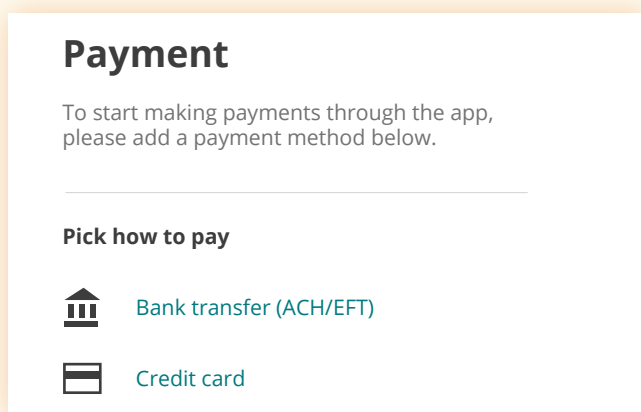 Payment
To start making payments through the app,
please add a payment method below.
Pick how to pay
Bank transfer (ACH/EFT)
Credit card